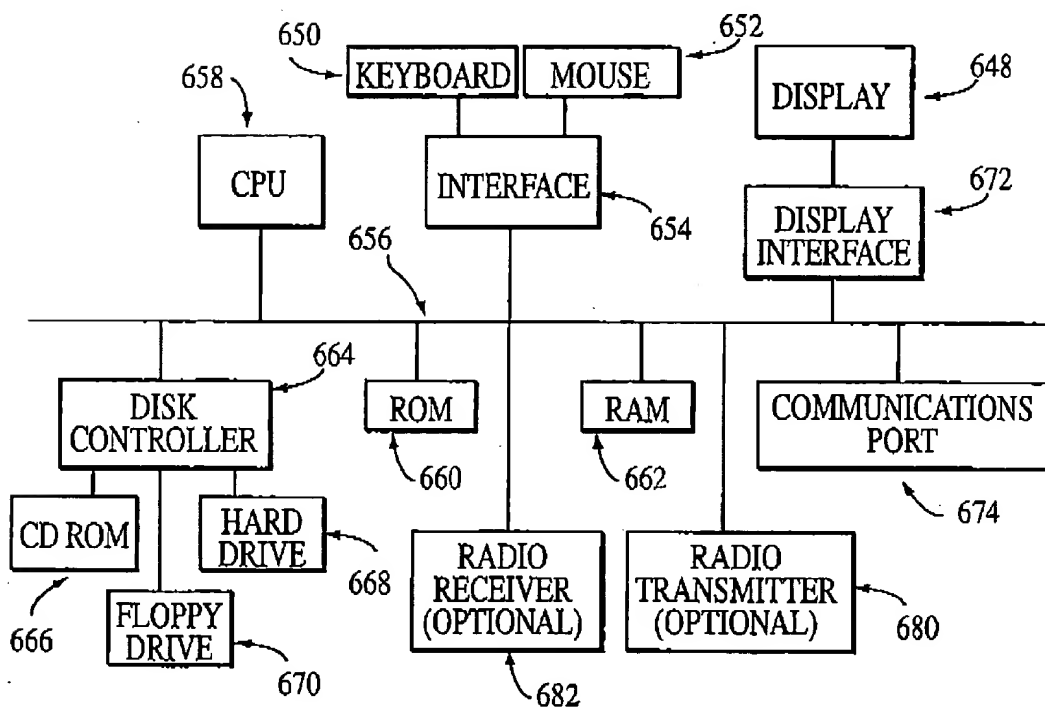 650
KEYBOARD
MOUSE
652
658
DISPLAY
648
CPU
INTERFACE
654
672
DISPLAY
INTERFACE
656
664
DISK
CONTROLLER
ROM
660
RAM
662
COMMUNICATIONS
PORT
674
CD ROM
666
HARD
DRIVE
668
FLOPPY
DRIVE
670
RADIO
RECEIVER
(OPTIONAL)
682
RADIO
TRANSMITTER
(OPTIONAL)
680